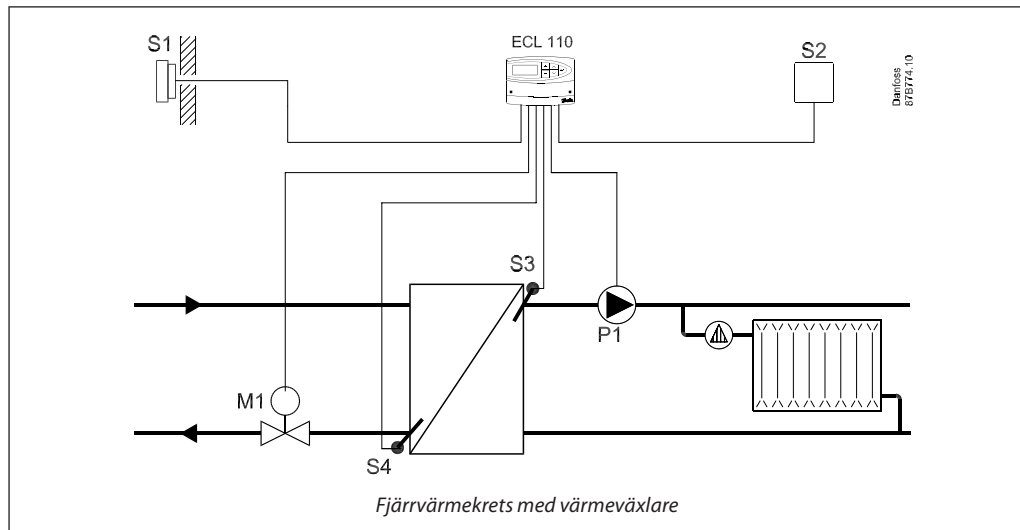 S1
ECL 110
S2
Danfoss
87B774.10
S3
P1
M1
S4
Fjärrvärmekrets med värmeväxlare